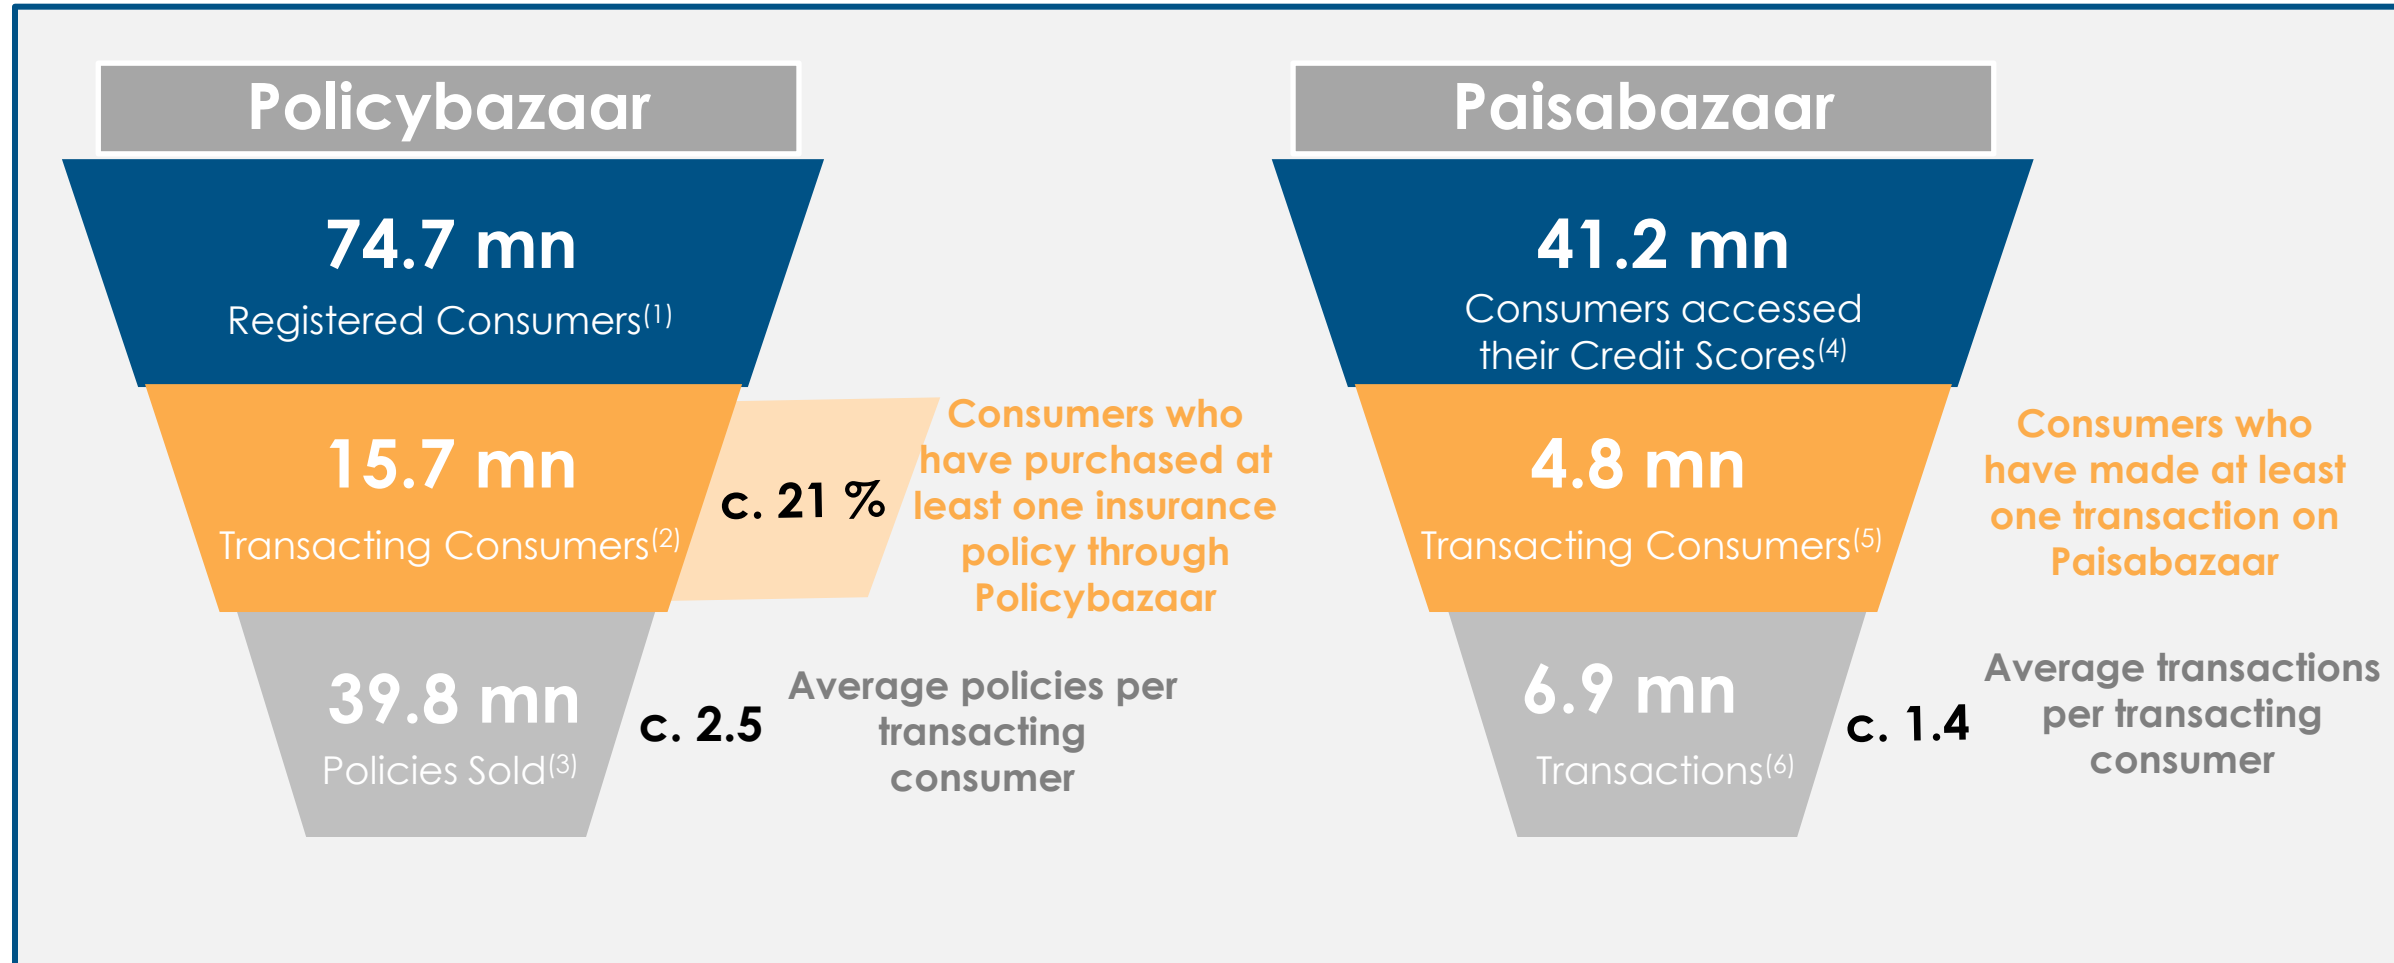 Policybazaar
74.7 mn
Registered Consumers(1)
15.7 mn
Transacting Consumers(2)
c. 21 %
Consumers who
have purchased at
least one insurance
policy through
Policybazaar
39.8 mn
Policies Sold(3)
c. 2.5
Average policies per
transacting
consumer
Paisabazaar
41.2 mn
Consumers accessed
their Credit Scores(4)
4.8 mn
Transacting Consumers(5)
Consumers who
have made at least
one transaction on
Paisabazaar
6.9 mn
Transactions(6)
c. 1.4
Average transactions
per transacting
consumer